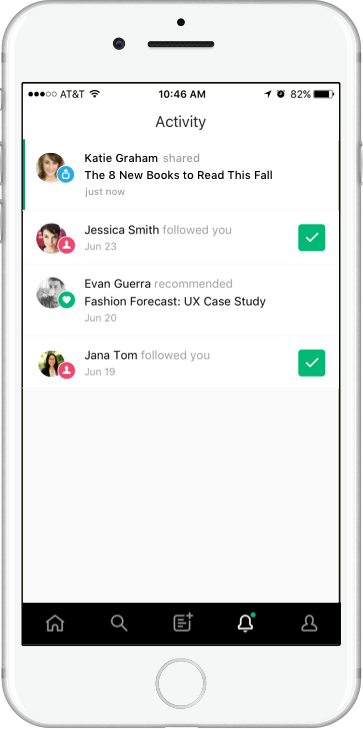 AT&T 10:46 AM 82%
Activity
Katie Graham shared
The 8 New Books to Read This Fall
just now
Jessica Smith followed you
Jun 23
Evan Guerra recommended
Fashion Forecast: UX Case Study
Jun 20
Jana Tom followed you
Jun 19